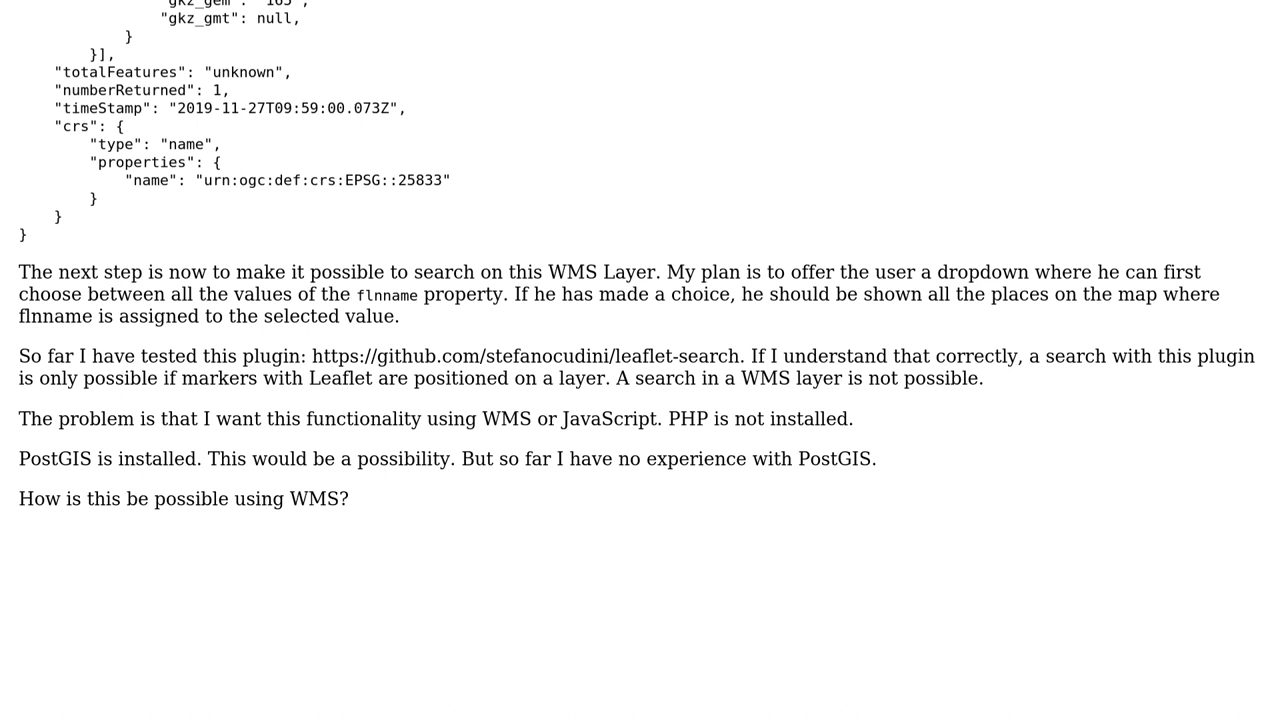 "gkz_gem": "165",
"gkz_gmt": null,
}
}],
"totalFeatures": "unknown",
"numberReturned": 1,
"timeStamp": "2019-11-27T09:59:00.073Z",
"crs": {
"type": "name",
"properties": {
"name": "urn:ogc:def:crs:EPSG::25833"
}
}
}
The next step is now to make it possible to search on this WMS Layer. My plan is to offer the user a dropdown where he can first
choose between all the values of the flnname property. If he has made a choice, he should be shown all the places on the map where
flnname is assigned to the selected value.
So far I have tested this plugin: https://github.com/stefanocudini/leaflet-search. If I understand that correctly, a search with this plugin
is only possible if markers with Leaflet are positioned on a layer. A search in a WMS layer is not possible.
The problem is that I want this functionality using WMS or JavaScript. PHP is not installed.
PostGIS is installed. This would be a possibility. But so far I have no experience with PostGIS.
How is this be possible using WMS?